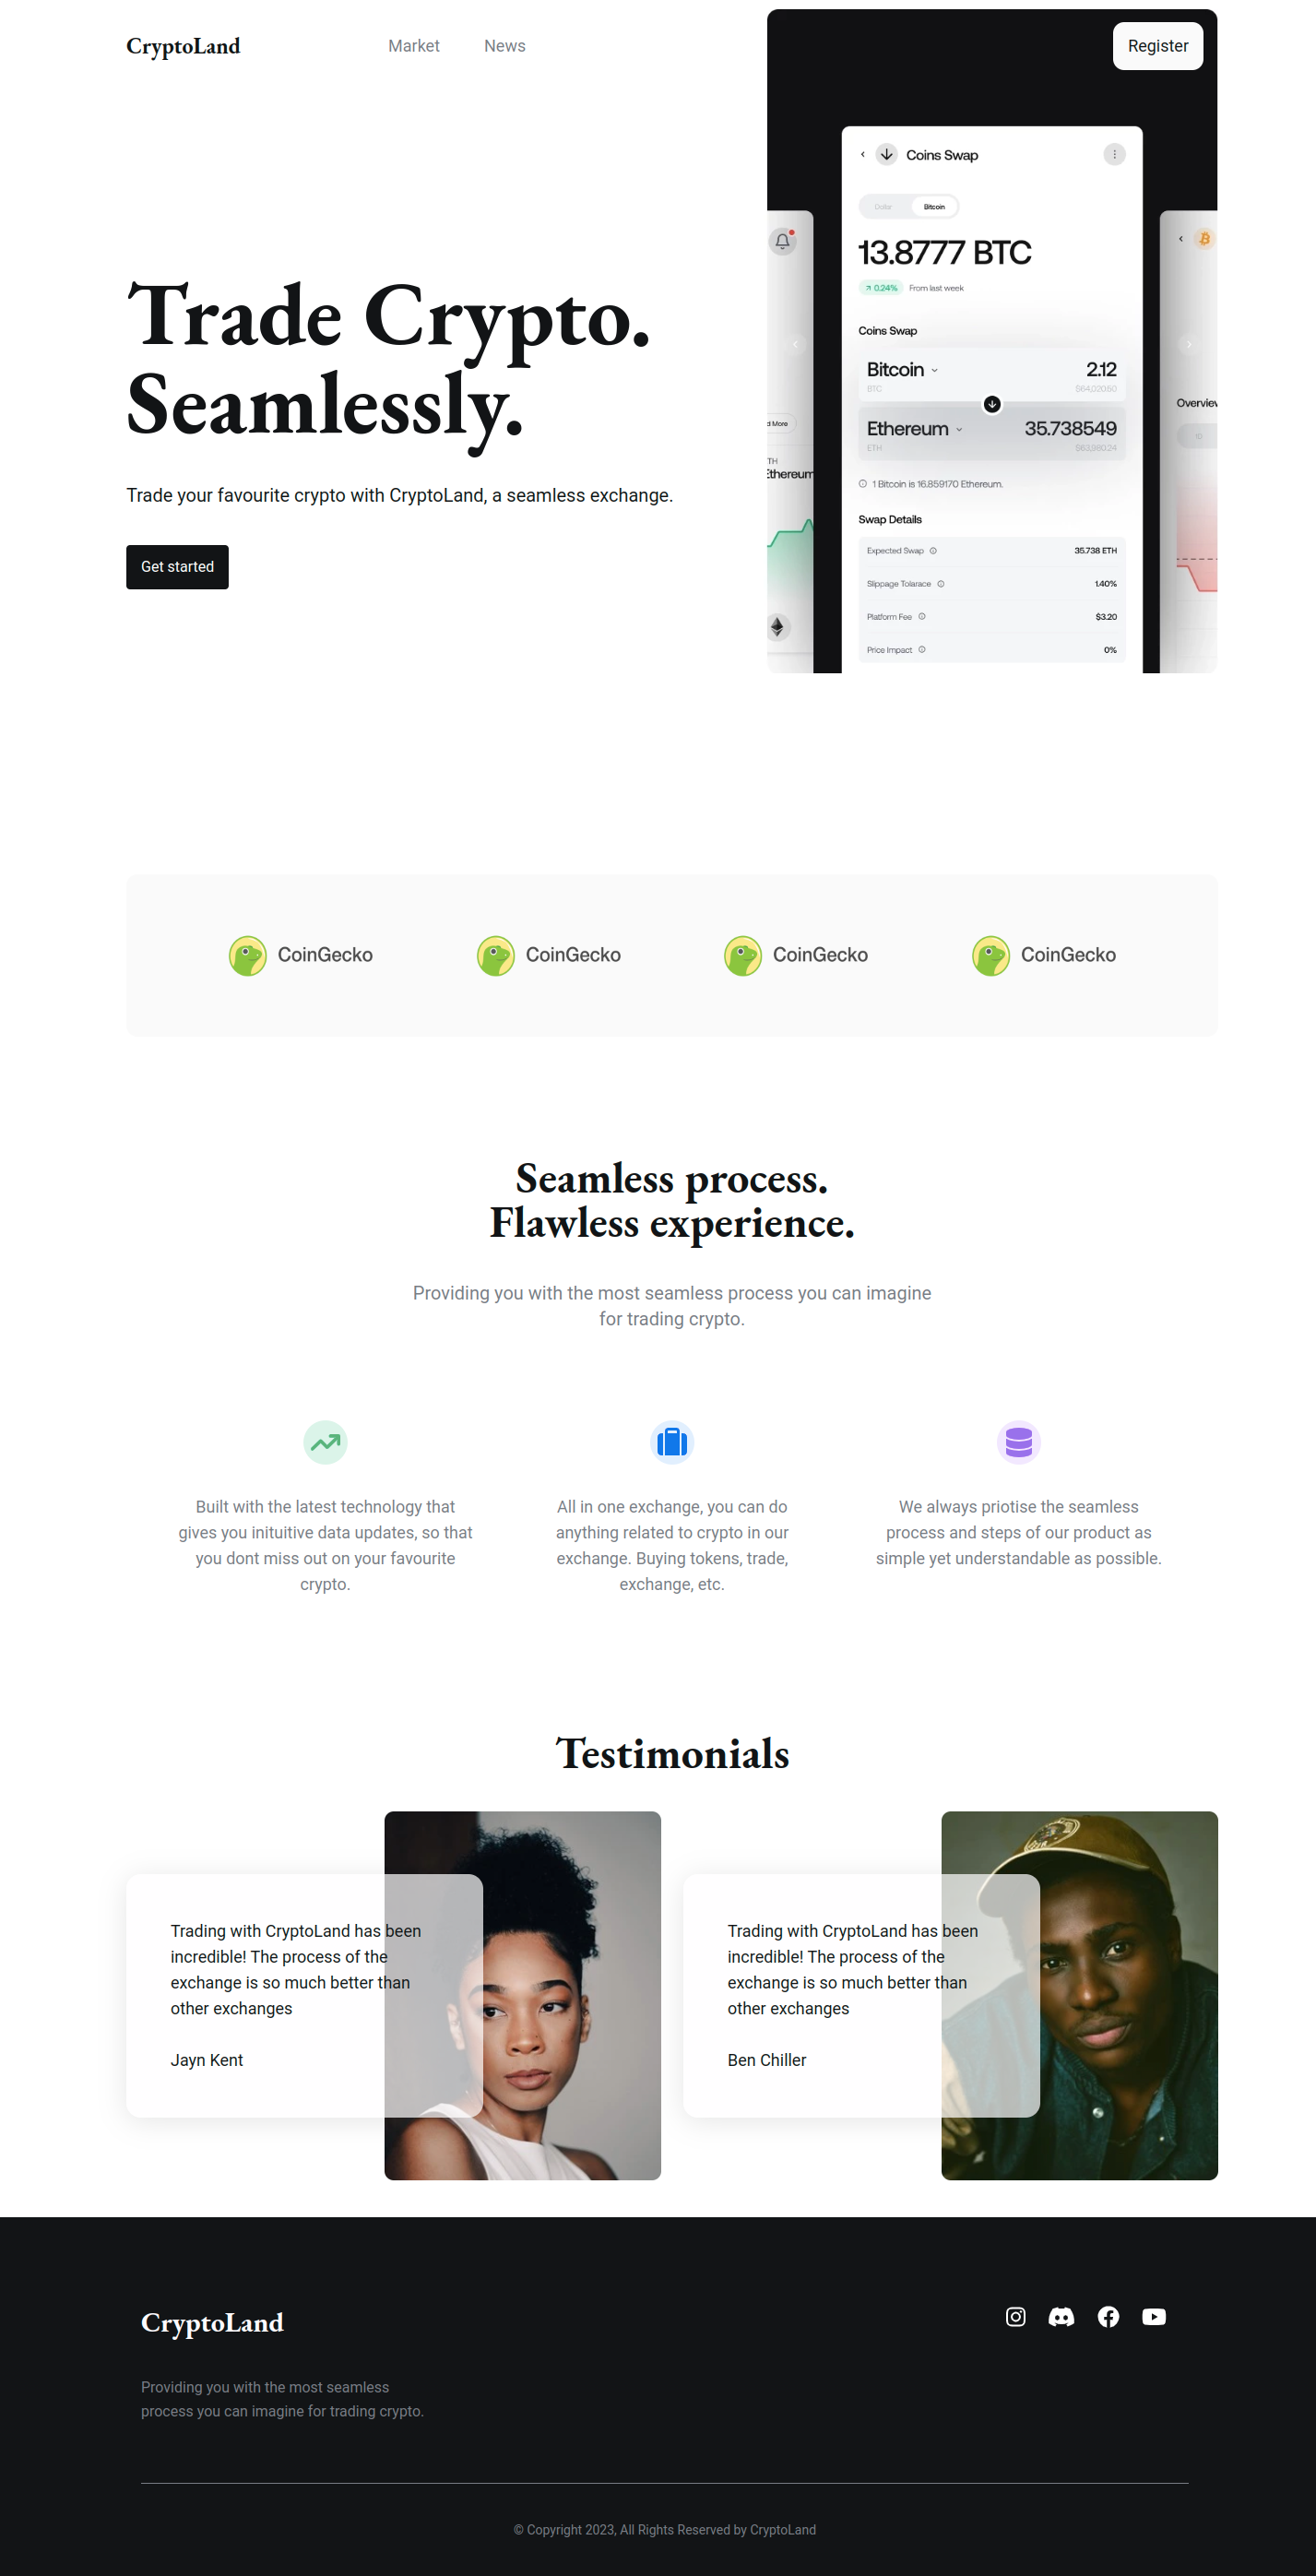 CryptoLand
Market
News
Register
Coins Swap
Dollar
Bitcoin
13.8777 BTC
0.24%
From last week
Coins Swap
Bitcoin
2.12
BTC
$64,020.50
Ethereum
35.738549
ETH
$63,980.24
1 Bitcoin is 16.859170 Ethereum.
Swap Details
Expected Swap
35.738 ETH
Slippage Tolarace
1.40%
Platform Fee
$3.20
Price Impact
0%
d More
TH
Ethereum
Overview
1D
Trade Crypto.
Seamlessly.
Trade your favourite crypto with CryptoLand, a seamless exchange.
Get started
CoinGecko
CoinGecko
CoinGecko
CoinGecko
Seamless process.
Flawless experience.
Providing you with the most seamless process you can imagine
for trading crypto.
Built with the latest technology that
gives you inituitive data updates, so that
you dont miss out on your favourite
crypto.
All in one exchange, you can do
anything related to crypto in our
exchange. Buying tokens, trade,
exchange, etc.
We always priotise the seamless
process and steps of our product as
simple yet understandable as possible.
Testimonials
Trading with CryptoLand has been
incredible! The process of the
exchange is so much better than
other exchanges
Jayn Kent
Trading with CryptoLand has been
incredible! The process of the
exchange is so much better than
other exchanges
Ben Chiller
CryptoLand
Providing you with the most seamless
process you can imagine for trading crypto.
© Copyright 2023, All Rights Reserved by CryptoLand